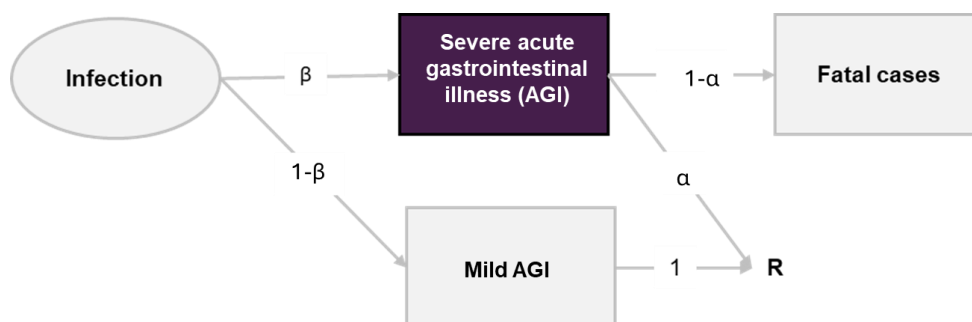 Infection
β
Severe acute
gastrointestinal
illness (AGI)
1-α
Fatal cases
1-β
α
Mild AGI
1
R